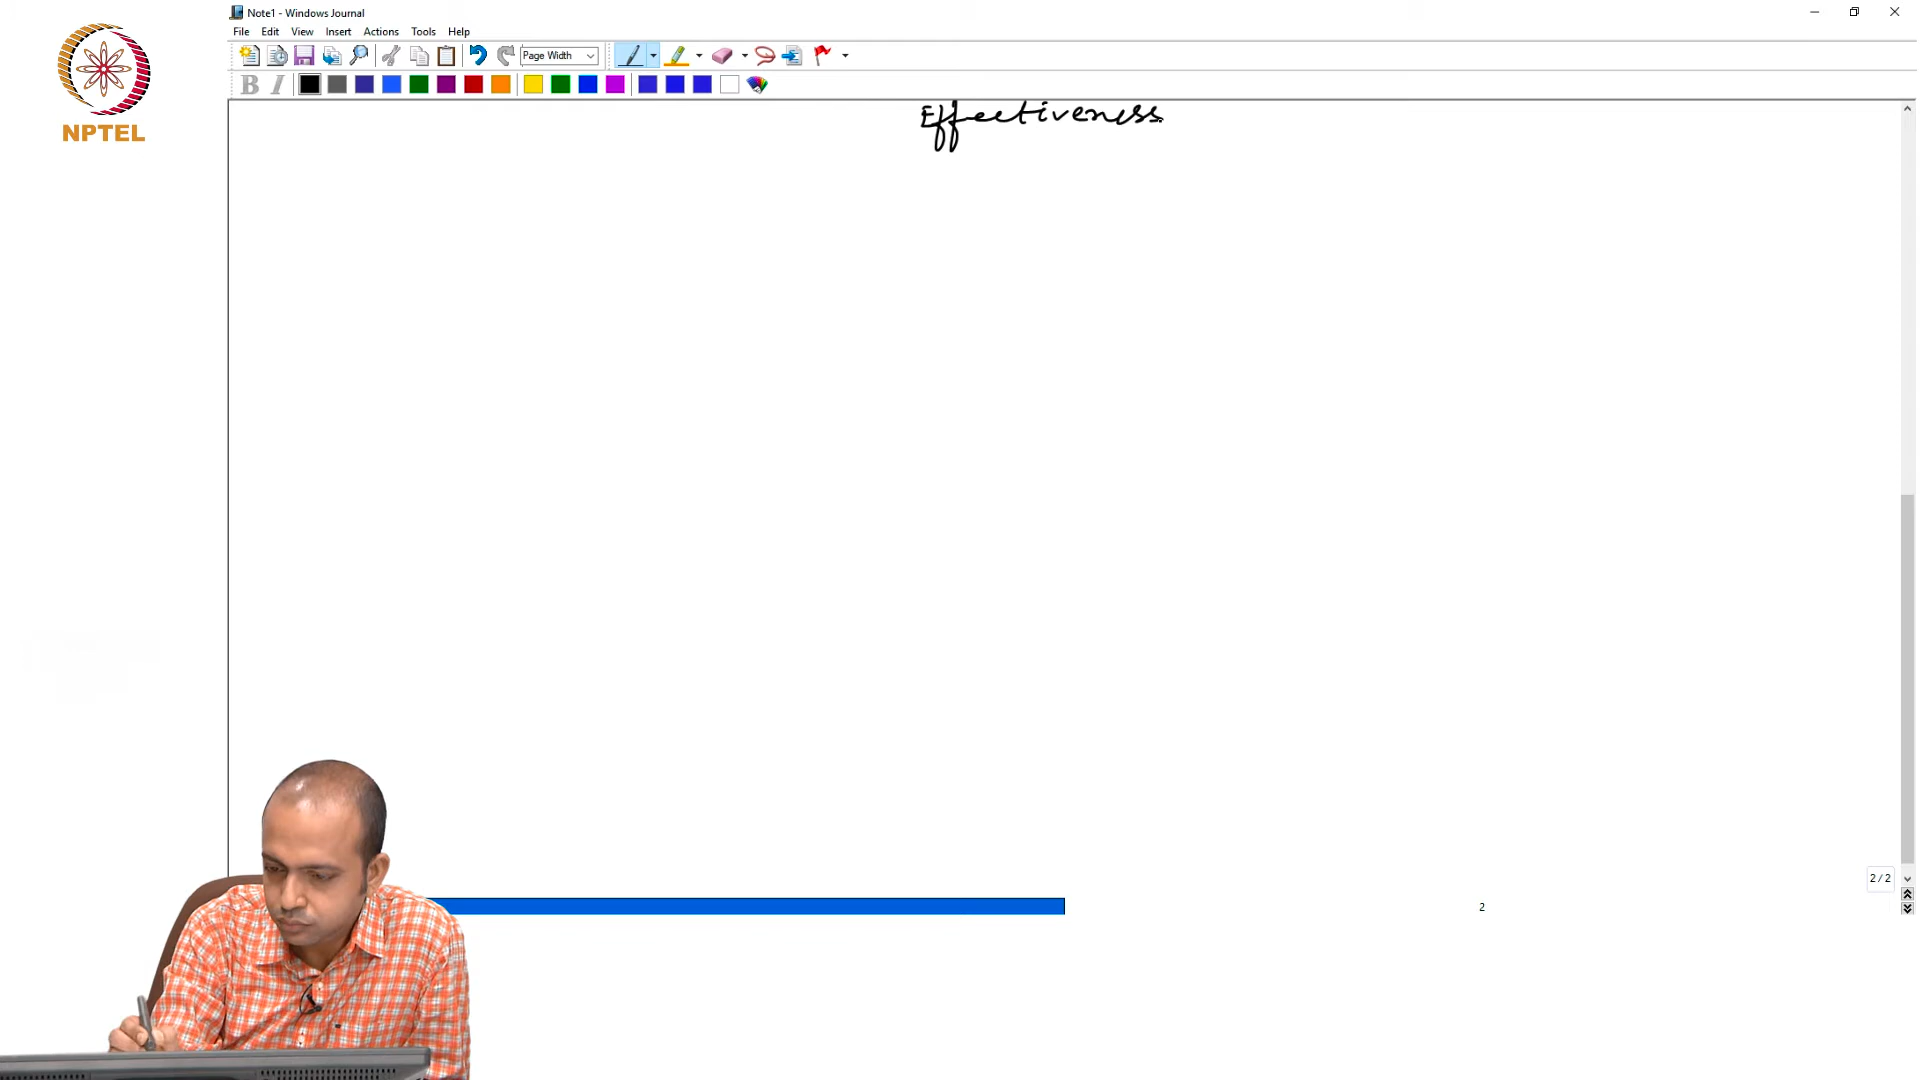 Note1 - Windows Journal
File Edit View Insert Actions Tools Help
Page Width
B I
NPTEL
Effectiveness
2 / 2
2